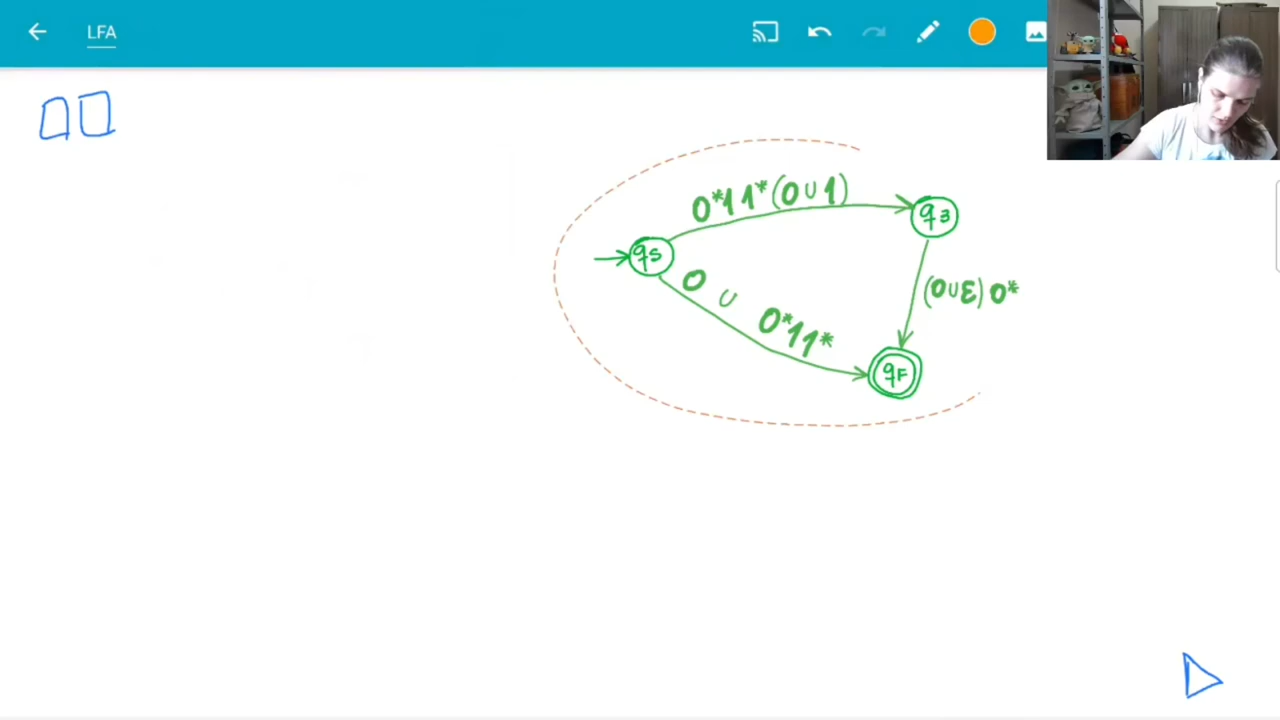 LFA
0*11*(0∪1)
q3
qs
0 ∪ 0*11*
(0∪ε)0*
qF